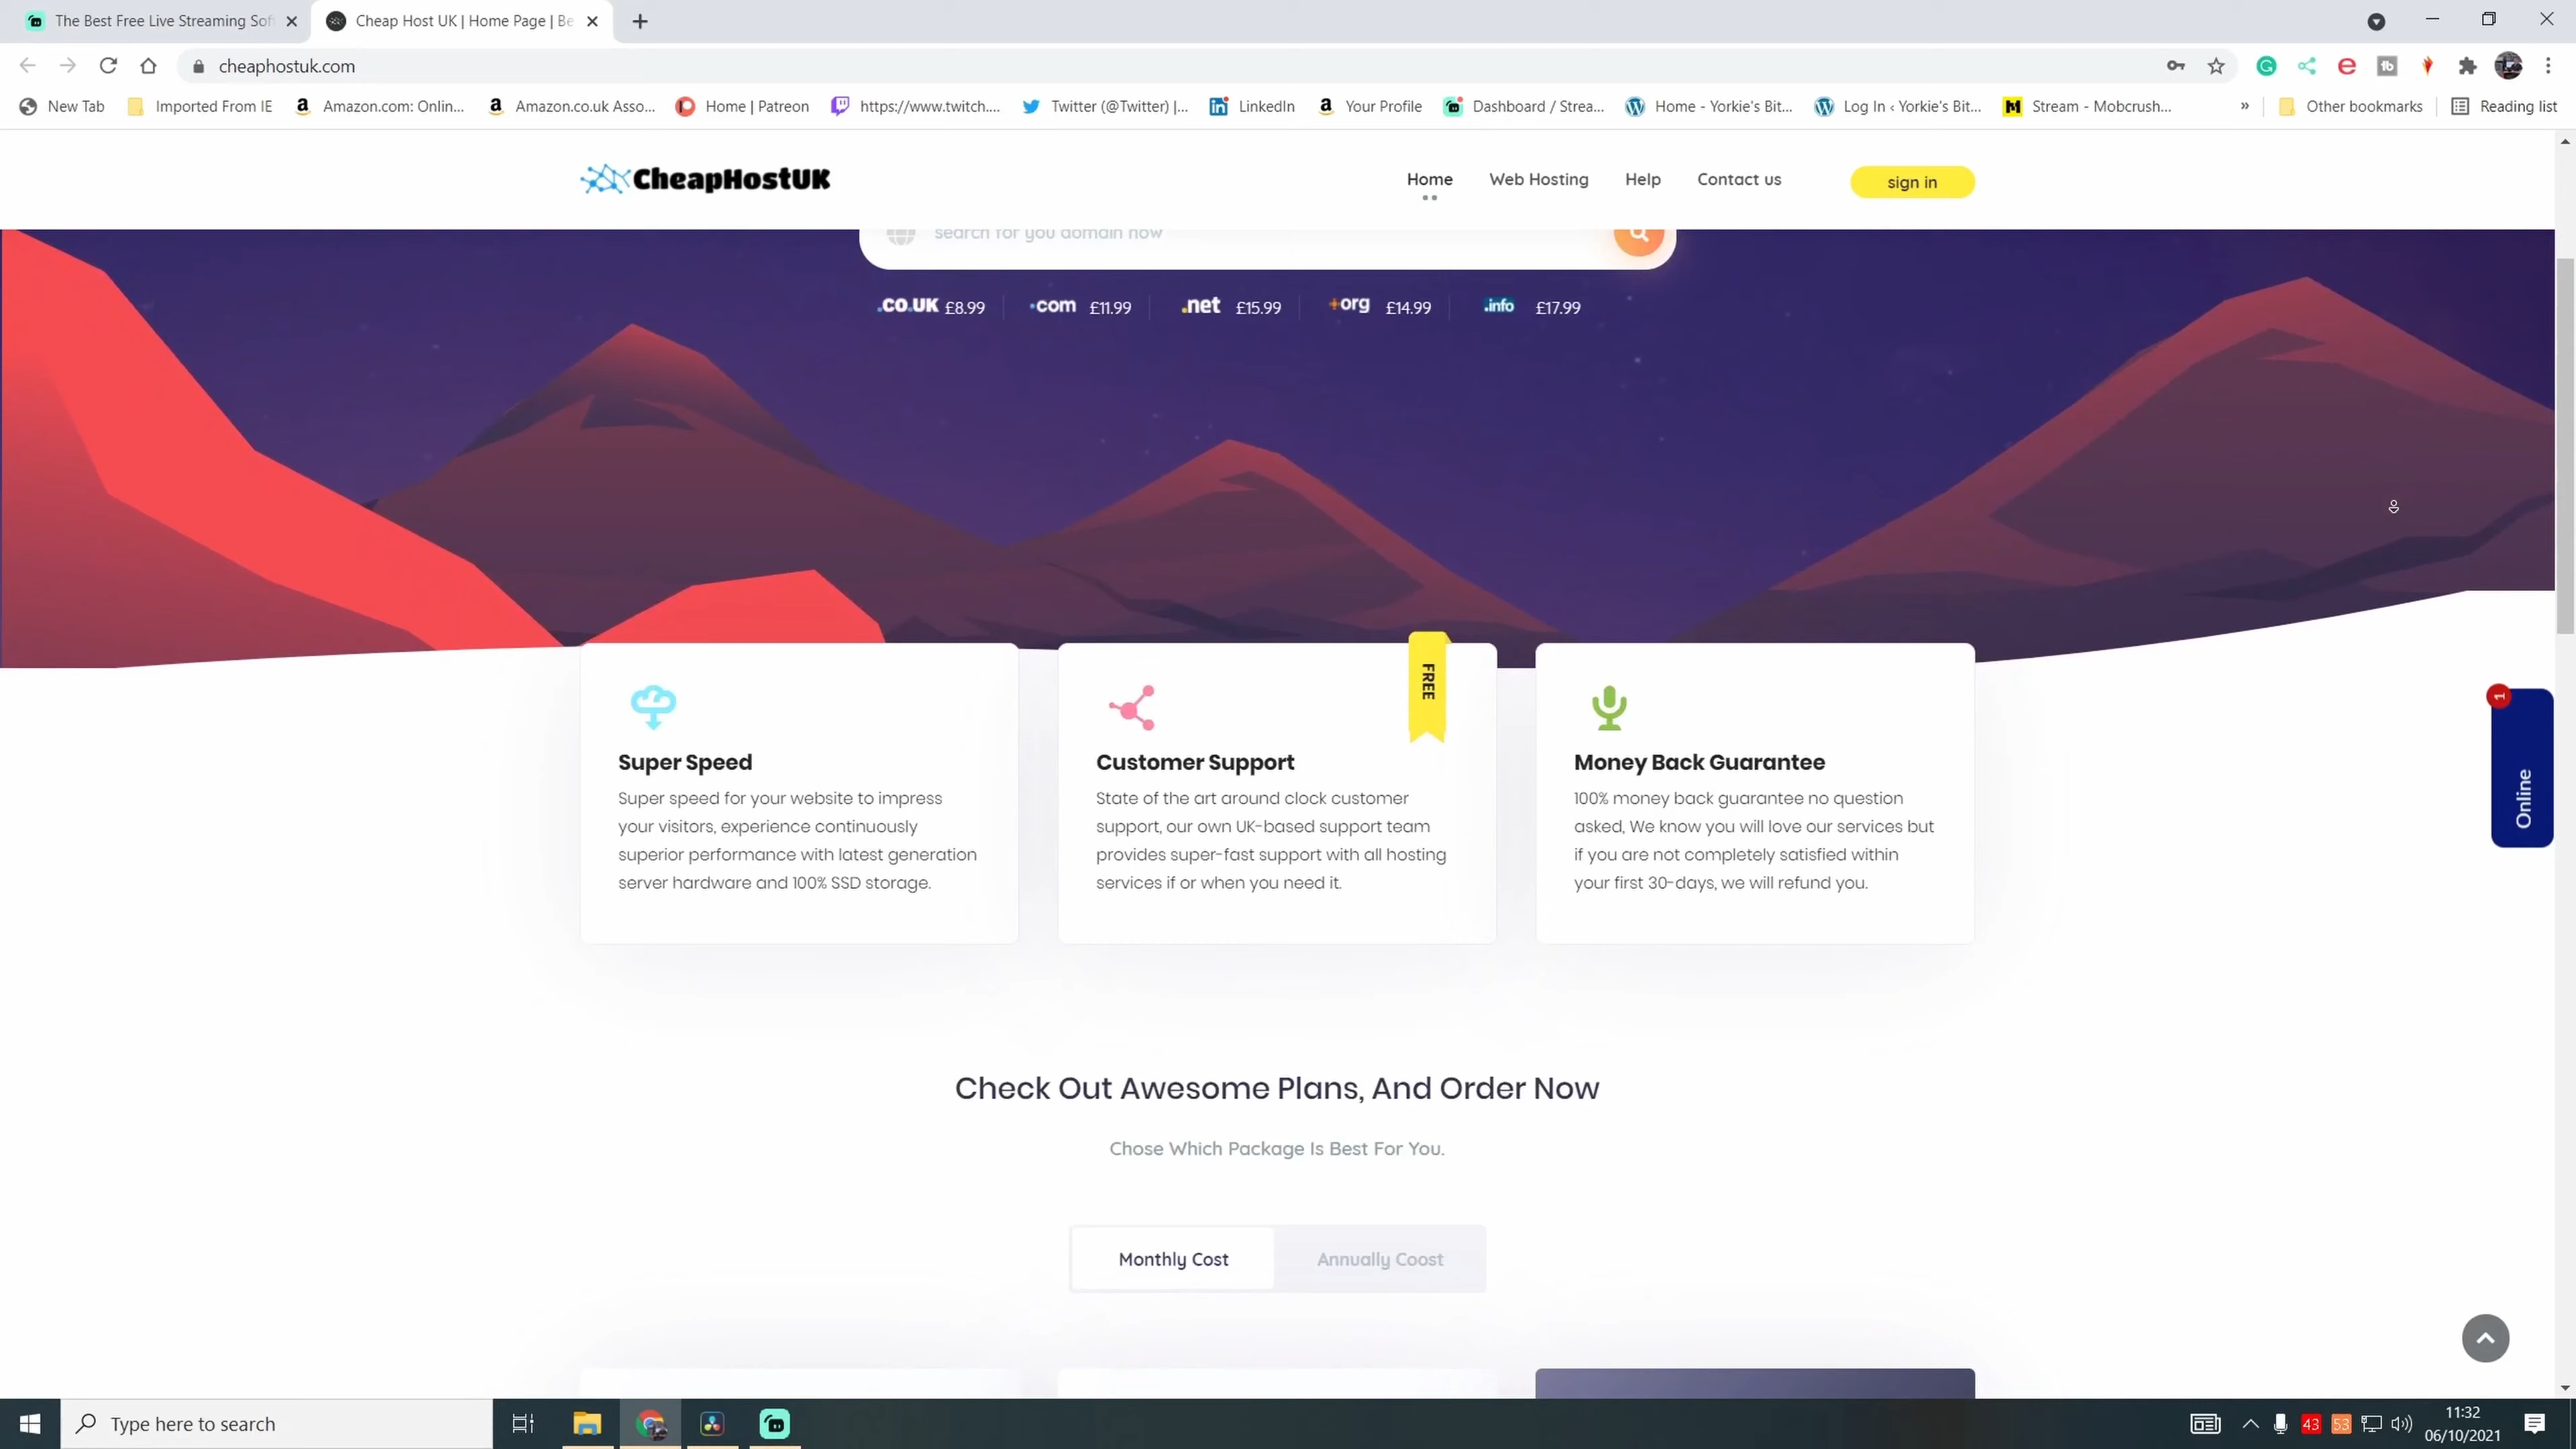 The Best Free Live Streaming Sof
Cheap Host UK | Home Page | Be
cheaphostuk.com
New Tab
Imported From IE
Amazon.com: Onlin...
Amazon.co.uk Asso...
Home | Patreon
https://www.twitch....
Twitter (@Twitter) |...
LinkedIn
Your Profile
Dashboard / Strea...
Home - Yorkie's Bit...
Log In ‹ Yorkie's Bit...
Stream - Mobcrush...
»
Other bookmarks
Reading list
CheapHostUK
Home
Web Hosting
Help
Contact us
sign in
search for you domain now
.co.uk £8.99
.com £11.99
.net £15.99
org £14.99
.info £17.99
FREE
Super Speed
Super speed for your website to impress
your visitors, experience continuously
superior performance with latest generation
server hardware and 100% SSD storage.
Customer Support
State of the art around clock customer
support, our own UK-based support team
provides super-fast support with all hosting
services if or when you need it.
Money Back Guarantee
100% money back guarantee no question
asked, We know you will love our services but
if you are not completely satisfied within
your first 30-days, we will refund you.
1
Online
Check Out Awesome Plans, And Order Now
Chose Which Package Is Best For You.
Monthly Cost
Annually Coost
Type here to search
43
53
11:32
06/10/2021